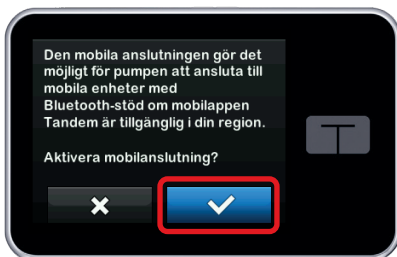 Den mobila anslutningen gör det
möjligt för pumpen att ansluta till
mobila enheter med
Bluetooth-stöd om mobilappen
Tandem är tillgänglig i din region.
Aktivera mobilanslutning?